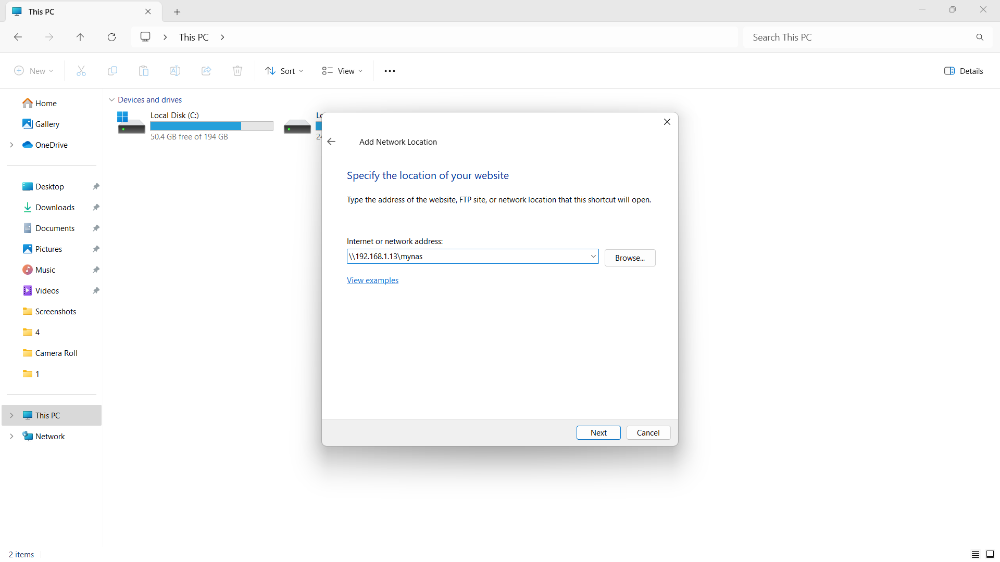 This PC
This PC
Search This PC
New
Sort
View
Details
Home
Gallery
OneDrive
Desktop
Downloads
Documents
Pictures
Music
Videos
Screenshots
4
Camera Roll
1
This PC
Network
Devices and drives
Local Disk (C:)
50.4 GB free of 194 GB
Add Network Location
Specify the location of your website
Type the address of the website, FTP site, or network location that this shortcut will open.
Internet or network address:
\\192.168.1.13\mynas
Browse...
View examples
Next
Cancel
2 items